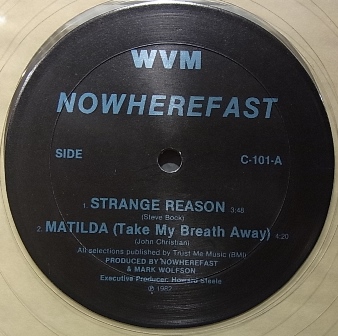 WVM
NOWHEREFAST
SIDE C-101-A
1. STRANGE REASON 3:48
(Steve Book)
2. MATILDA (Take My Breath Away) 4:20
(John Christian)
All selections published by Trust Me Music (BMI)
PRODUCED BY NOWHEREFAST
& MARK WOLFSON
Executive Producer: Howard Steele
℗ 1982